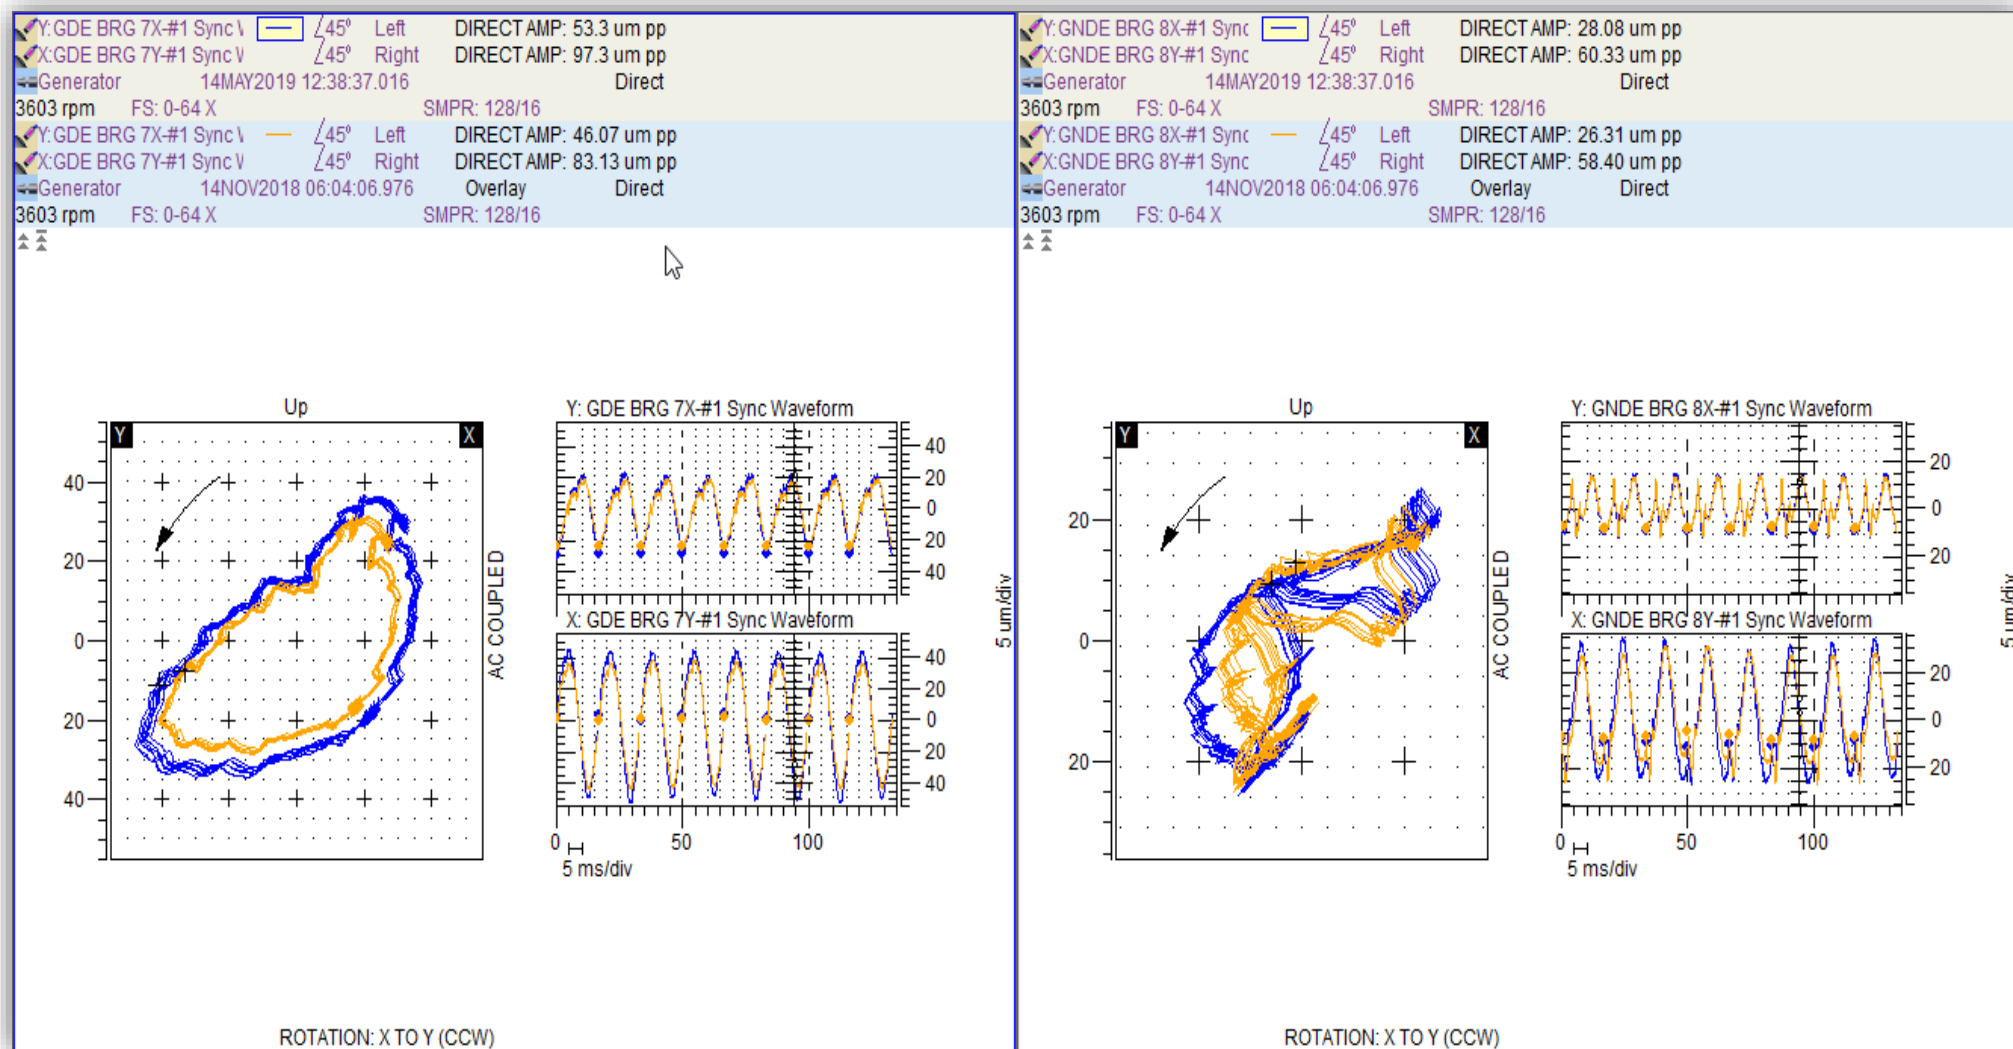 Y:GDE BRG 7X-#1 Sync W ∠45° Left DIRECT AMP: 53.3 um pp
X:GDE BRG 7Y-#1 Sync W ∠45° Right DIRECT AMP: 97.3 um pp
Generator 14MAY2019 12:38:37.016 Direct
3603 rpm FS: 0-64 X SMPR: 128/16
Y:GDE BRG 7X-#1 Sync W ∠45° Left DIRECT AMP: 46.07 um pp
X:GDE BRG 7Y-#1 Sync W ∠45° Right DIRECT AMP: 83.13 um pp
Generator 14NOV2018 06:04:06.976 Overlay Direct
3603 rpm FS: 0-64 X SMPR: 128/16
Up
Y X
40
20
0
20
40
AC COUPLED
Y: GDE BRG 7X-#1 Sync Waveform
40
20
0
20
40
X: GDE BRG 7Y-#1 Sync Waveform
40
20
0
20
40
5 um/div
0 50 100
5 ms/div
ROTATION: X TO Y (CCW)
Y:GNDE BRG 8X-#1 Sync ∠45° Left DIRECT AMP: 28.08 um pp
X:GNDE BRG 8Y-#1 Sync ∠45° Right DIRECT AMP: 60.33 um pp
Generator 14MAY2019 12:38:37.016 Direct
3603 rpm FS: 0-64 X SMPR: 128/16
Y:GNDE BRG 8X-#1 Sync ∠45° Left DIRECT AMP: 26.31 um pp
X:GNDE BRG 8Y-#1 Sync ∠45° Right DIRECT AMP: 58.40 um pp
Generator 14NOV2018 06:04:06.976 Overlay Direct
3603 rpm FS: 0-64 X SMPR: 128/16
Up
Y X
20
0
20
AC COUPLED
Y: GNDE BRG 8X-#1 Sync Waveform
20
0
20
X: GNDE BRG 8Y-#1 Sync Waveform
20
0
20
5 um/div
0 50 100
5 ms/div
ROTATION: X TO Y (CCW)